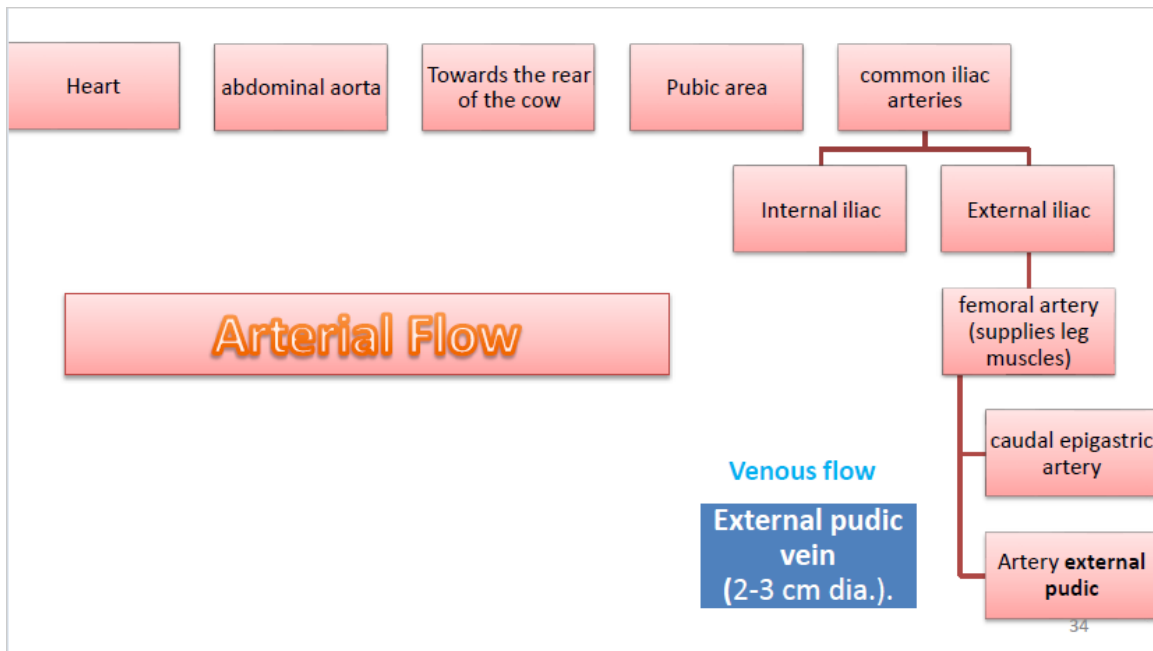 Heart
abdominal aorta
Towards the rear
of the cow
Pubic area
common iliac
arteries
Internal iliac
External iliac
Arterial Flow
femoral artery
(supplies leg
muscles)
caudal epigastric
artery
Venous flow
External pudic
vein
(2-3 cm dia.).
Artery external
pudic
34